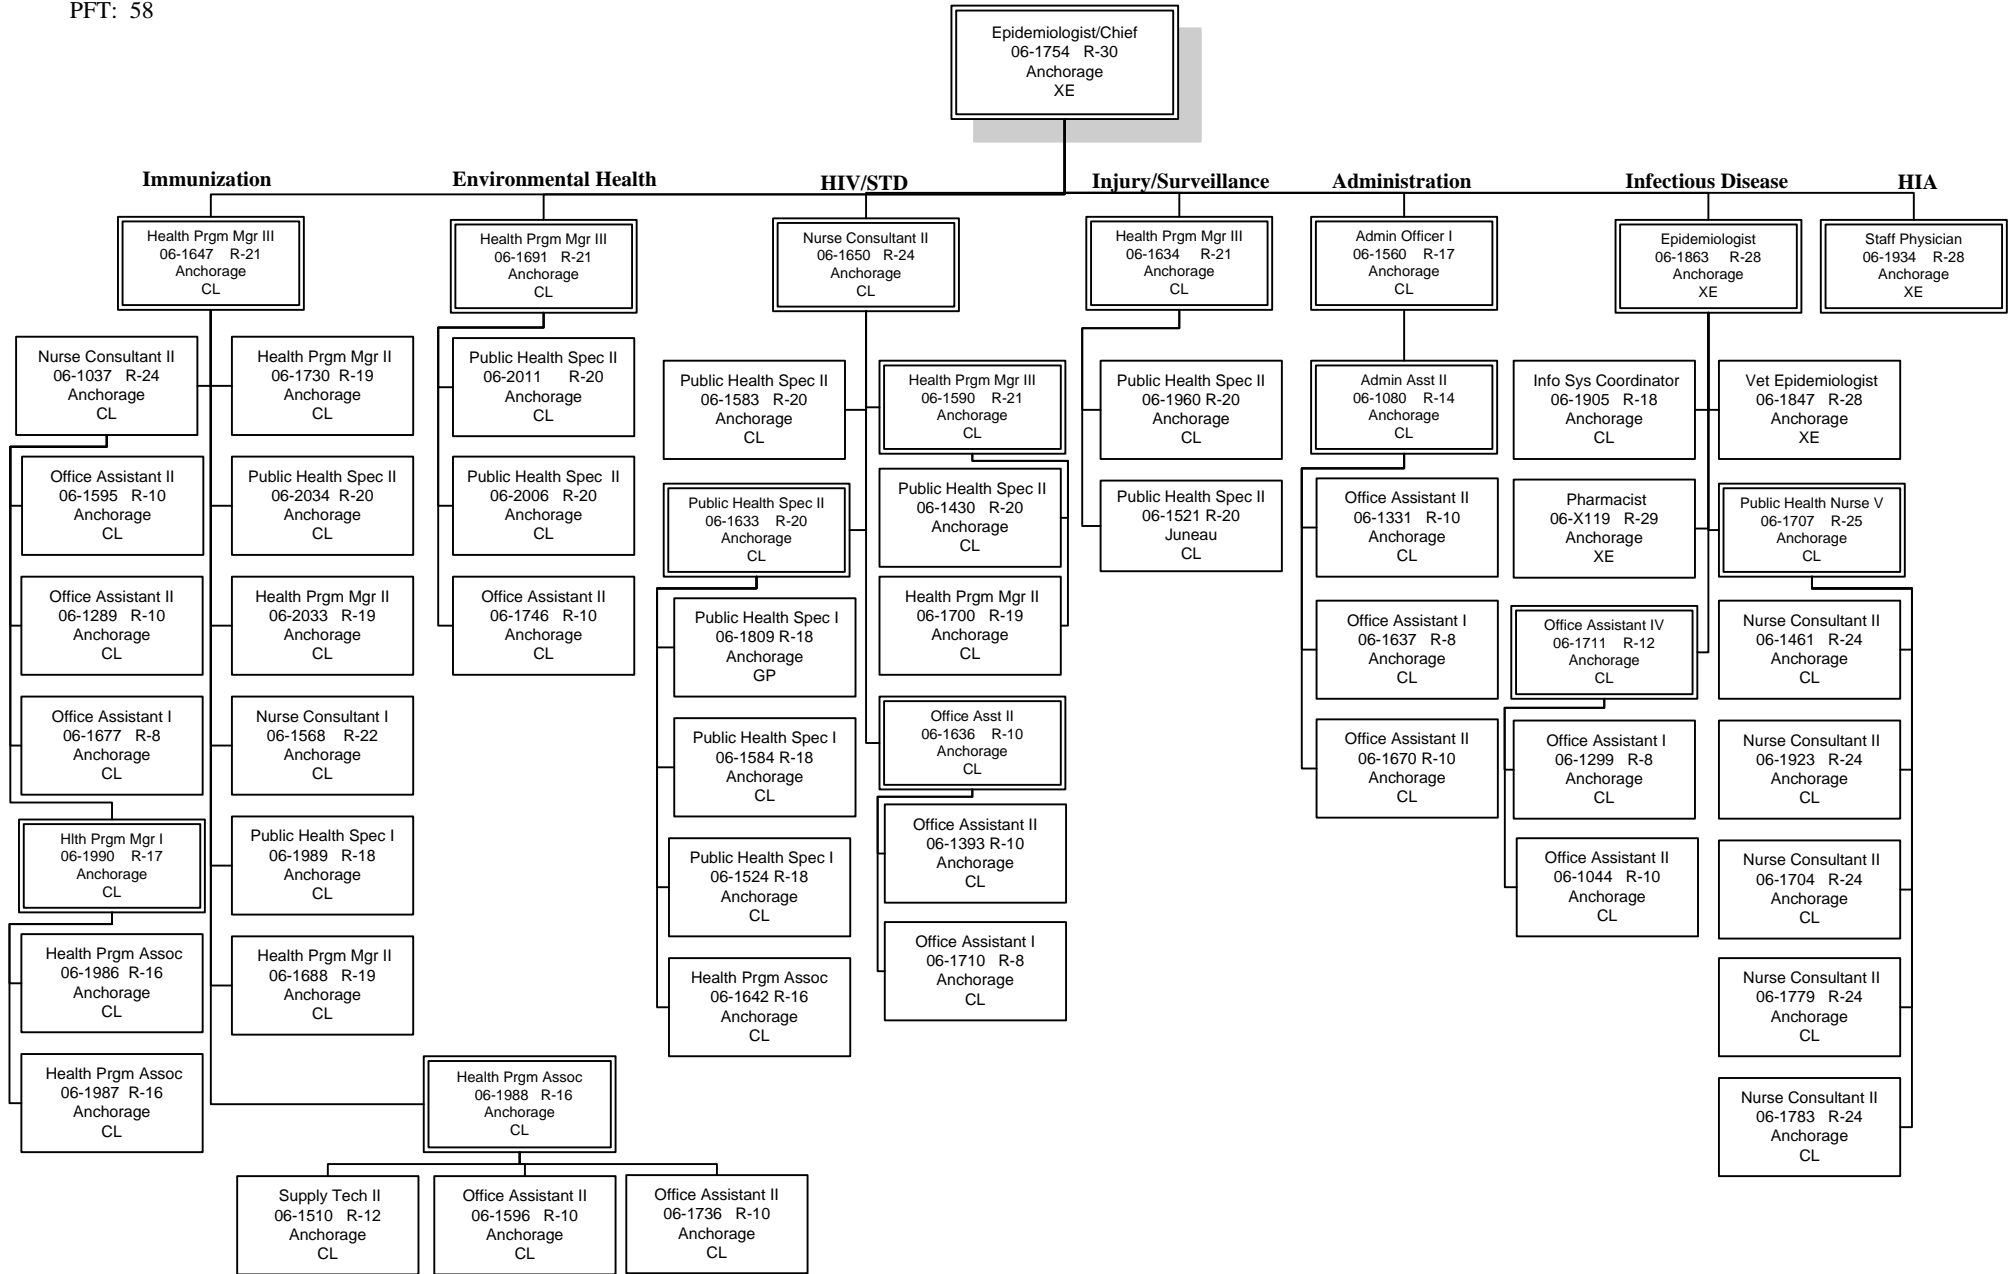 PFT: 58
Epidemiologist/Chief
06-1754 R-30
Anchorage
XE
Immunization
Environmental Health
HIV/STD
Injury/Surveillance
Administration
Infectious Disease
HIA
Health Prgm Mgr III
06-1647 R-21
Anchorage
CL
Health Prgm Mgr III
06-1691 R-21
Anchorage
CL
Nurse Consultant II
06-1650 R-24
Anchorage
CL
Health Prgm Mgr III
06-1634 R-21
Anchorage
CL
Admin Officer I
06-1560 R-17
Anchorage
CL
Epidemiologist
06-1863 R-28
Anchorage
XE
Staff Physician
06-1934 R-28
Anchorage
XE
Nurse Consultant II
06-1037 R-24
Anchorage
CL
Office Assistant II
06-1595 R-10
Anchorage
CL
Office Assistant II
06-1289 R-10
Anchorage
CL
Office Assistant I
06-1677 R-8
Anchorage
CL
Hlth Prgm Mgr I
06-1990 R-17
Anchorage
CL
Health Prgm Assoc
06-1986 R-16
Anchorage
CL
Health Prgm Assoc
06-1987 R-16
Anchorage
CL
Health Prgm Mgr II
06-1730 R-19
Anchorage
CL
Public Health Spec II
06-2034 R-20
Anchorage
CL
Health Prgm Mgr II
06-2033 R-19
Anchorage
CL
Nurse Consultant I
06-1568 R-22
Anchorage
CL
Public Health Spec I
06-1989 R-18
Anchorage
CL
Health Prgm Mgr II
06-1688 R-19
Anchorage
CL
Health Prgm Assoc
06-1988 R-16
Anchorage
CL
Supply Tech II
06-1510 R-12
Anchorage
CL
Office Assistant II
06-1596 R-10
Anchorage
CL
Office Assistant II
06-1736 R-10
Anchorage
CL
Public Health Spec II
06-2011 R-20
Anchorage
CL
Public Health Spec II
06-2006 R-20
Anchorage
CL
Office Assistant II
06-1746 R-10
Anchorage
CL
Public Health Spec II
06-1583 R-20
Anchorage
CL
Public Health Spec II
06-1633 R-20
Anchorage
CL
Public Health Spec I
06-1809 R-18
Anchorage
GP
Public Health Spec I
06-1584 R-18
Anchorage
CL
Public Health Spec I
06-1524 R-18
Anchorage
CL
Health Prgm Assoc
06-1642 R-16
Anchorage
CL
Health Prgm Mgr III
06-1590 R-21
Anchorage
CL
Public Health Spec II
06-1430 R-20
Anchorage
CL
Health Prgm Mgr II
06-1700 R-19
Anchorage
CL
Office Asst II
06-1636 R-10
Anchorage
CL
Office Assistant II
06-1393 R-10
Anchorage
CL
Office Assistant I
06-1710 R-8
Anchorage
CL
Public Health Spec II
06-1960 R-20
Anchorage
CL
Public Health Spec II
06-1521 R-20
Juneau
CL
Admin Asst II
06-1080 R-14
Anchorage
CL
Office Assistant II
06-1331 R-10
Anchorage
CL
Office Assistant I
06-1637 R-8
Anchorage
CL
Office Assistant II
06-1670 R-10
Anchorage
CL
Info Sys Coordinator
06-1905 R-18
Anchorage
CL
Pharmacist
06-X119 R-29
Anchorage
XE
Office Assistant IV
06-1711 R-12
Anchorage
CL
Office Assistant I
06-1299 R-8
Anchorage
CL
Office Assistant II
06-1044 R-10
Anchorage
CL
Vet Epidemiologist
06-1847 R-28
Anchorage
XE
Public Health Nurse V
06-1707 R-25
Anchorage
CL
Nurse Consultant II
06-1461 R-24
Anchorage
CL
Nurse Consultant II
06-1923 R-24
Anchorage
CL
Nurse Consultant II
06-1704 R-24
Anchorage
CL
Nurse Consultant II
06-1779 R-24
Anchorage
CL
Nurse Consultant II
06-1783 R-24
Anchorage
CL